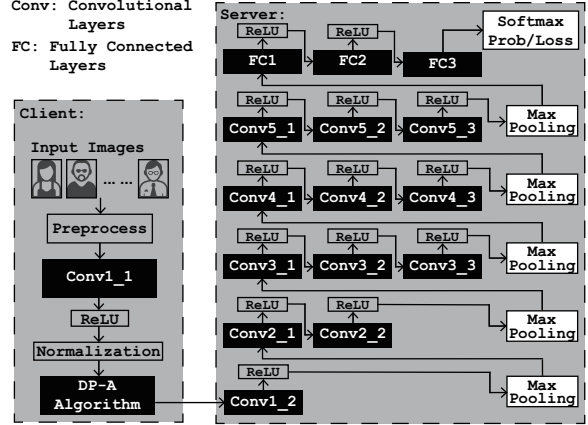 Conv: Convolutional
Layers
FC: Fully Connected
Layers
Client:
Input Images
... ...
Preprocess
Conv1_1
ReLU
Normalization
DP-A
Algorithm
Server:
ReLU ReLU
FC1 FC2 FC3
Softmax
Prob/Loss
ReLU ReLU ReLU
Conv5_1 Conv5_2 Conv5_3
Max
Pooling
ReLU ReLU ReLU
Conv4_1 Conv4_2 Conv4_3
Max
Pooling
ReLU ReLU ReLU
Conv3_1 Conv3_2 Conv3_3
Max
Pooling
ReLU ReLU
Conv2_1 Conv2_2
Max
Pooling
ReLU
Conv1_2
Max
Pooling